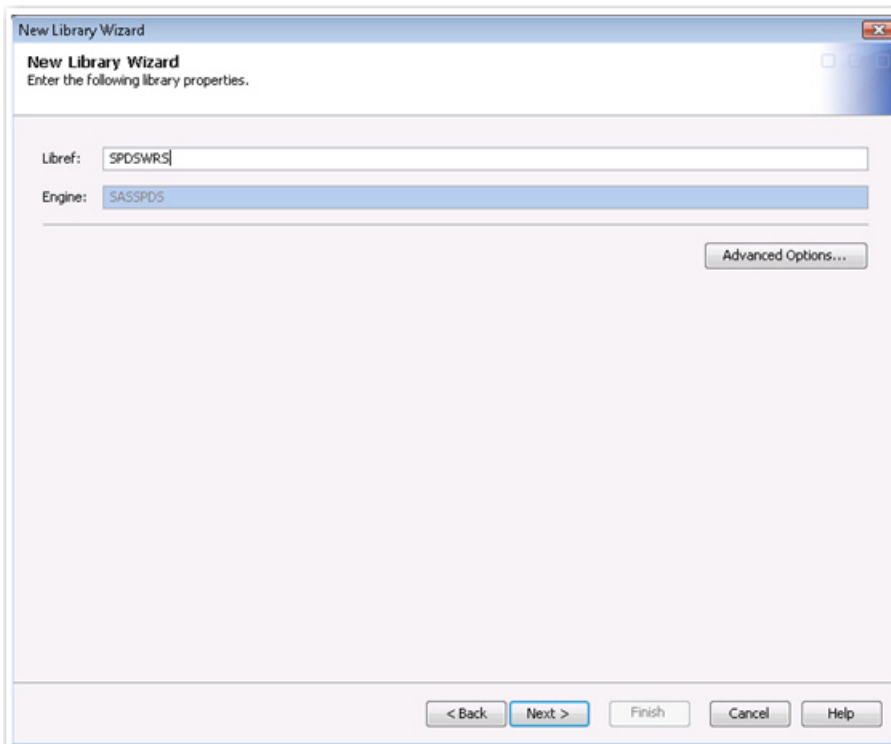 New Library Wizard
New Library Wizard
Enter the following library properties.
Libref: SPDSWRS
Engine: SASSPDS
Advanced Options...
< Back Next > Finish Cancel Help